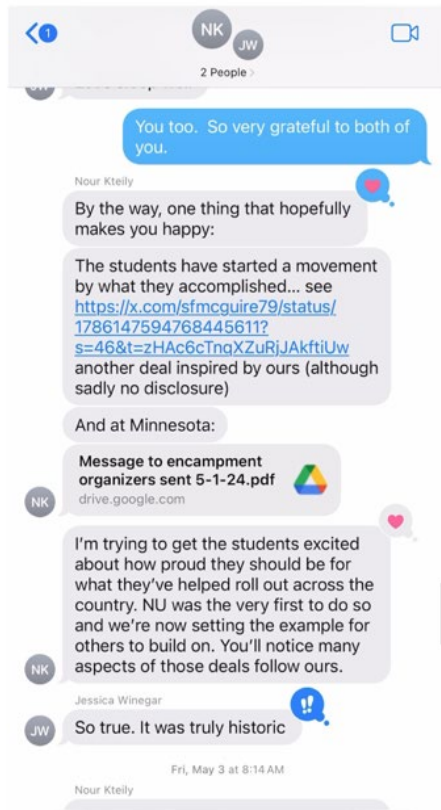 1
NK
JW
2 People >
You too.  So very grateful to both of
you.
Nour Kteily
By the way, one thing that hopefully
makes you happy:
The students have started a movement
by what they accomplished... see
https://x.com/sfmcguire79/status/
1786147594768445611?
s=46&t=zHAc6cTnqXZuRjJAkftiUw
another deal inspired by ours (although
sadly no disclosure)
And at Minnesota:
Message to encampment
organizers sent 5-1-24.pdf
drive.google.com
NK
I'm trying to get the students excited
about how proud they should be for
what they've helped roll out across the
country. NU was the very first to do so
and we're now setting the example for
others to build on. You'll notice many
aspects of those deals follow ours.
NK
Jessica Winegar
!!
So true. It was truly historic
JW
Fri, May 3 at 8:14 AM
Nour Kteily